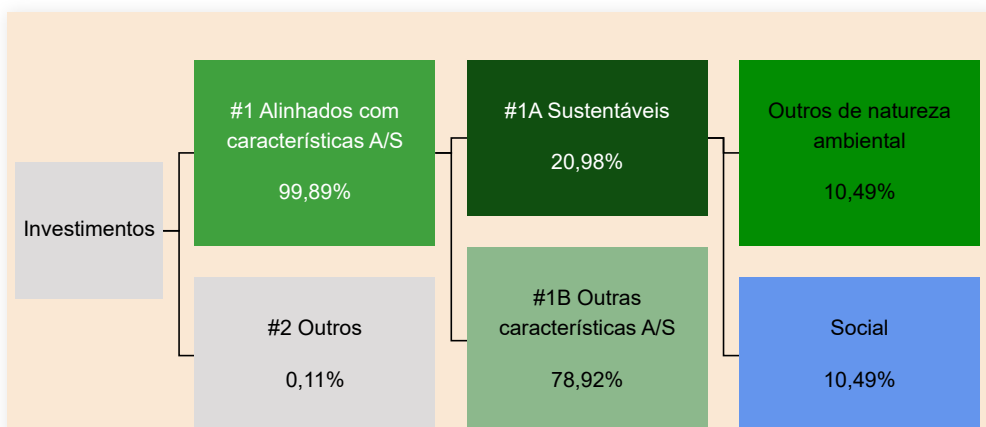 Investimentos
#1 Alinhados com
características A/S
99,89%
#2 Outros
0,11%
#1A Sustentáveis
20,98%
#1B Outras
características A/S
78,92%
Outros de natureza
ambiental
10,49%
Social
10,49%